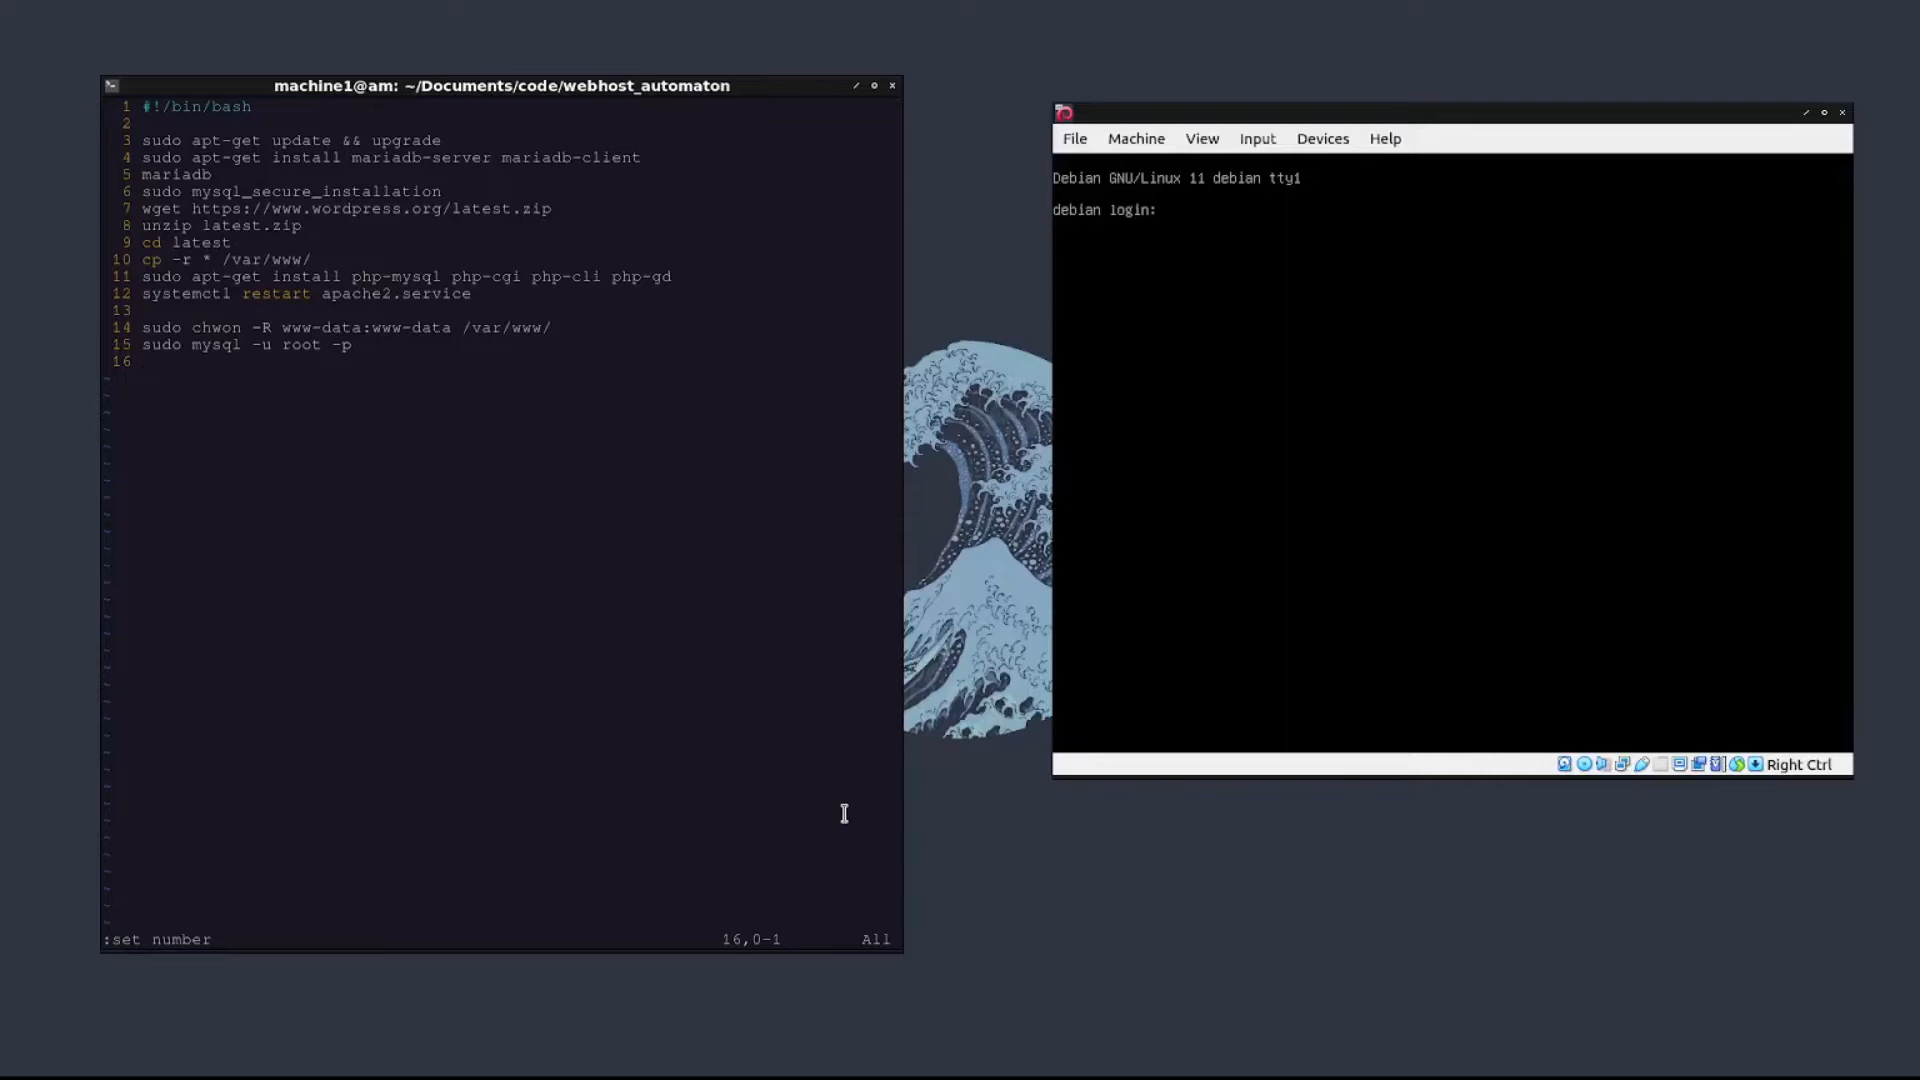 machine1@am: ~/Documents/code/webhost_automaton
1 #!/bin/bash
2
3 sudo apt-get update && upgrade
4 sudo apt-get install mariadb-server mariadb-client
5 mariadb
6 sudo mysql_secure_installation
7 wget https://www.wordpress.org/latest.zip
8 unzip latest.zip
9 cd latest
10 cp -r * /var/www/
11 sudo apt-get install php-mysql php-cgi php-cli php-gd
12 systemctl restart apache2.service
13
14 sudo chwon -R www-data:www-data /var/www/
15 sudo mysql -u root -p
16
:set number 16,0-1 All
File Machine View Input Devices Help
Debian GNU/Linux 11 debian tty1
debian login:
Right Ctrl